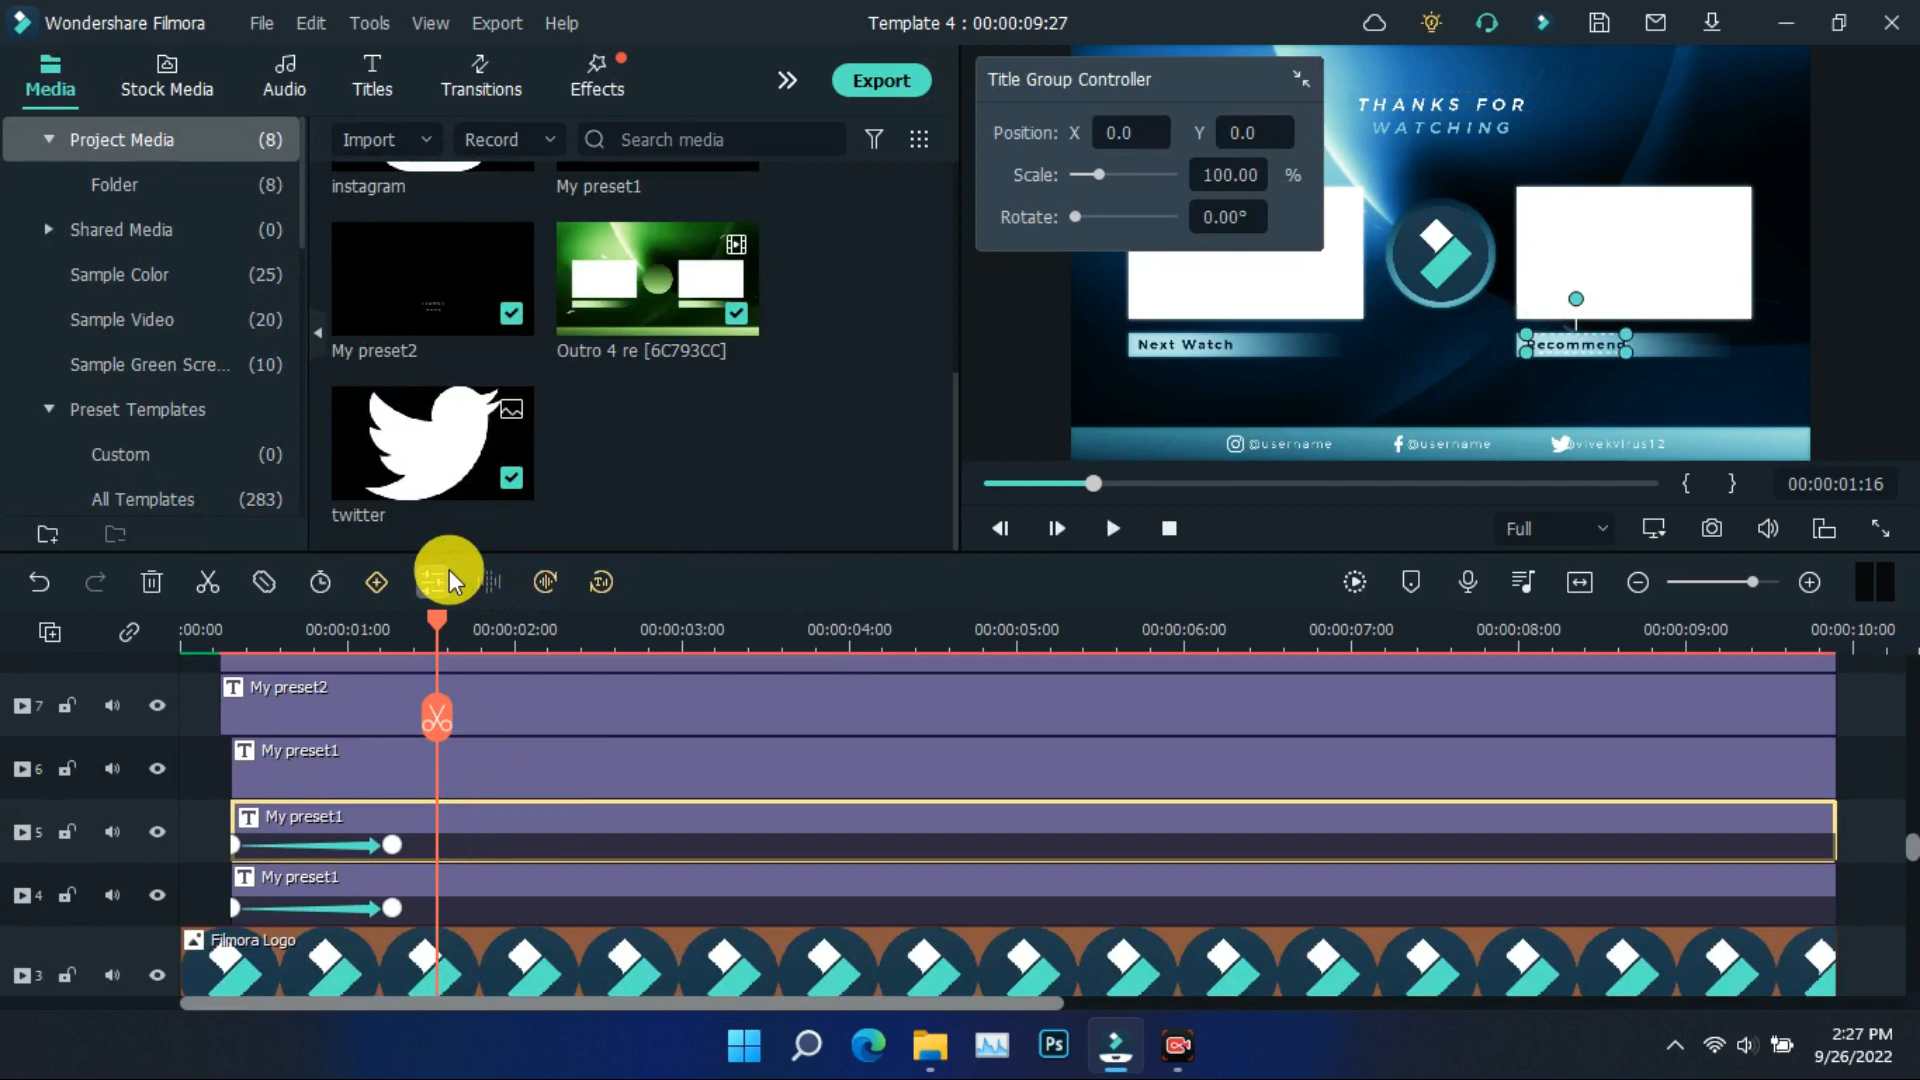 Wondershare Filmora
File
Edit
Tools
View
Export
Help
Template 4 : 00:00:09:27
Media
Stock Media
Audio
Titles
Transitions
Effects
Export
Project Media (8)
Folder (8)
Shared Media (0)
Sample Color (25)
Sample Video (20)
Sample Green Scre... (10)
Preset Templates
Custom (0)
All Templates (283)
Import
Record
Search media
instagram
My preset1
My preset2
Outro 4 re [6C793CC]
twitter
Title Group Controller
Position: X 0.0 Y 0.0
Scale: 100.00 %
Rotate: 0.00°
THANKS FOR
WATCHING
Next Watch
Recommend
@username
@username
@vivekvirus12
00:00:01:16
Full
:00:00
00:00:01:00
00:00:02:00
00:00:03:00
00:00:04:00
00:00:05:00
00:00:06:00
00:00:07:00
00:00:08:00
00:00:09:00
00:00:10:00
7
My preset2
6
My preset1
5
My preset1
4
My preset1
3
Filmora Logo
Ps
2:27 PM
9/26/2022